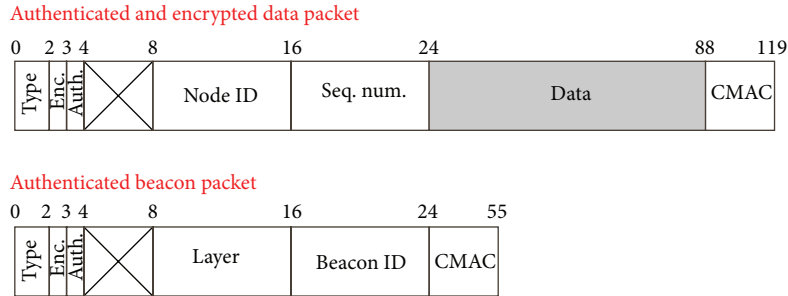 Authenticated and encrypted data packet
0 2 3 4 8 16 24 88 119
Type Enc. Auth. Node ID Seq. num. Data CMAC
Authenticated beacon packet
0 2 3 4 8 16 24 55
Type Enc. Auth. Layer Beacon ID CMAC